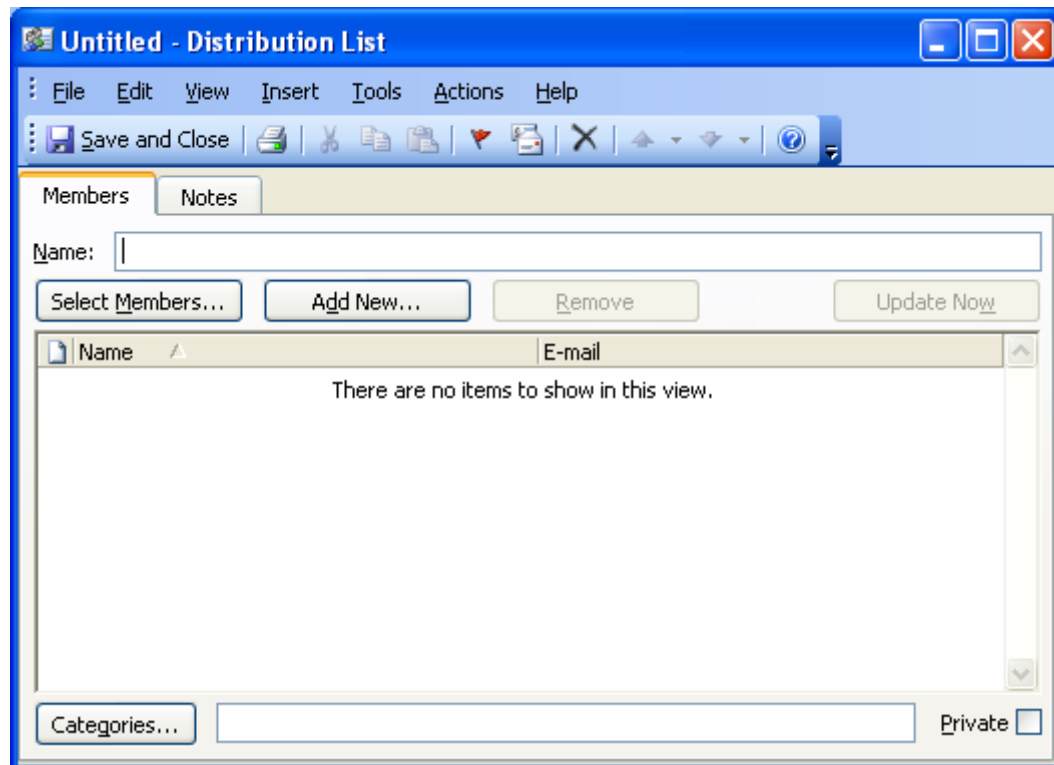 Untitled - Distribution List
File Edit View Insert Tools Actions Help
Save and Close
Members Notes
Name:
Select Members... Add New... Remove Update Now
Name E-mail
There are no items to show in this view.
Categories... Private